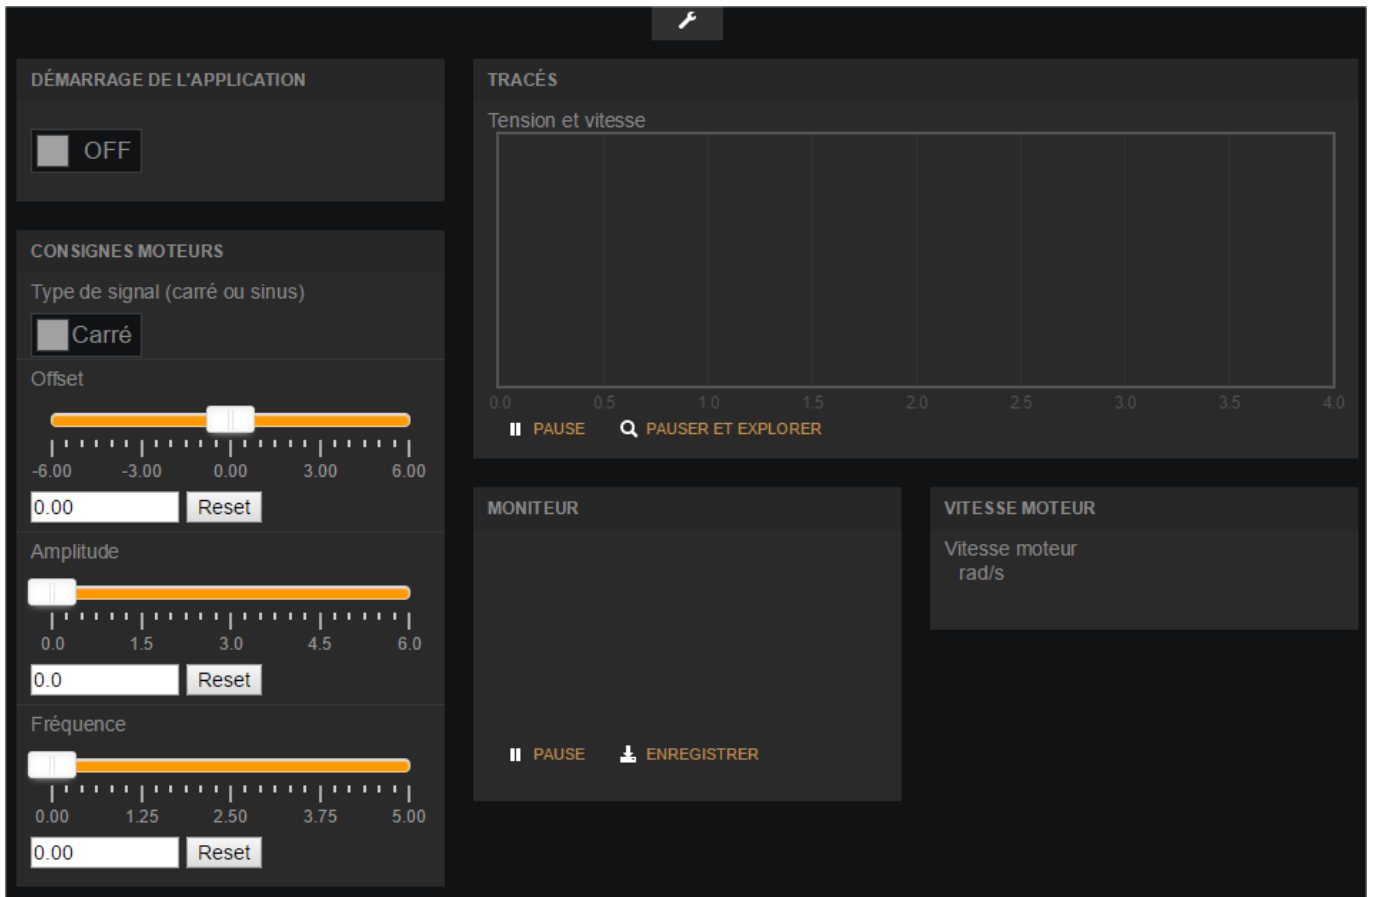 DÉMARRAGE DE L'APPLICATION
OFF
CONSIGNES MOTEURS
Type de signal (carré ou sinus)
Carré
Offset
-6.00 -3.00 0.00 3.00 6.00
0.00 Reset
Amplitude
0.0 1.5 3.0 4.5 6.0
0.0 Reset
Fréquence
0.00 1.25 2.50 3.75 5.00
0.00 Reset
TRACÉS
Tension et vitesse
0.0 0.5 1.0 1.5 2.0 2.5 3.0 3.5 4.0
PAUSE PAUSER ET EXPLORER
MONITEUR
PAUSE ENREGISTRER
VITESSE MOTEUR
Vitesse moteur
rad/s